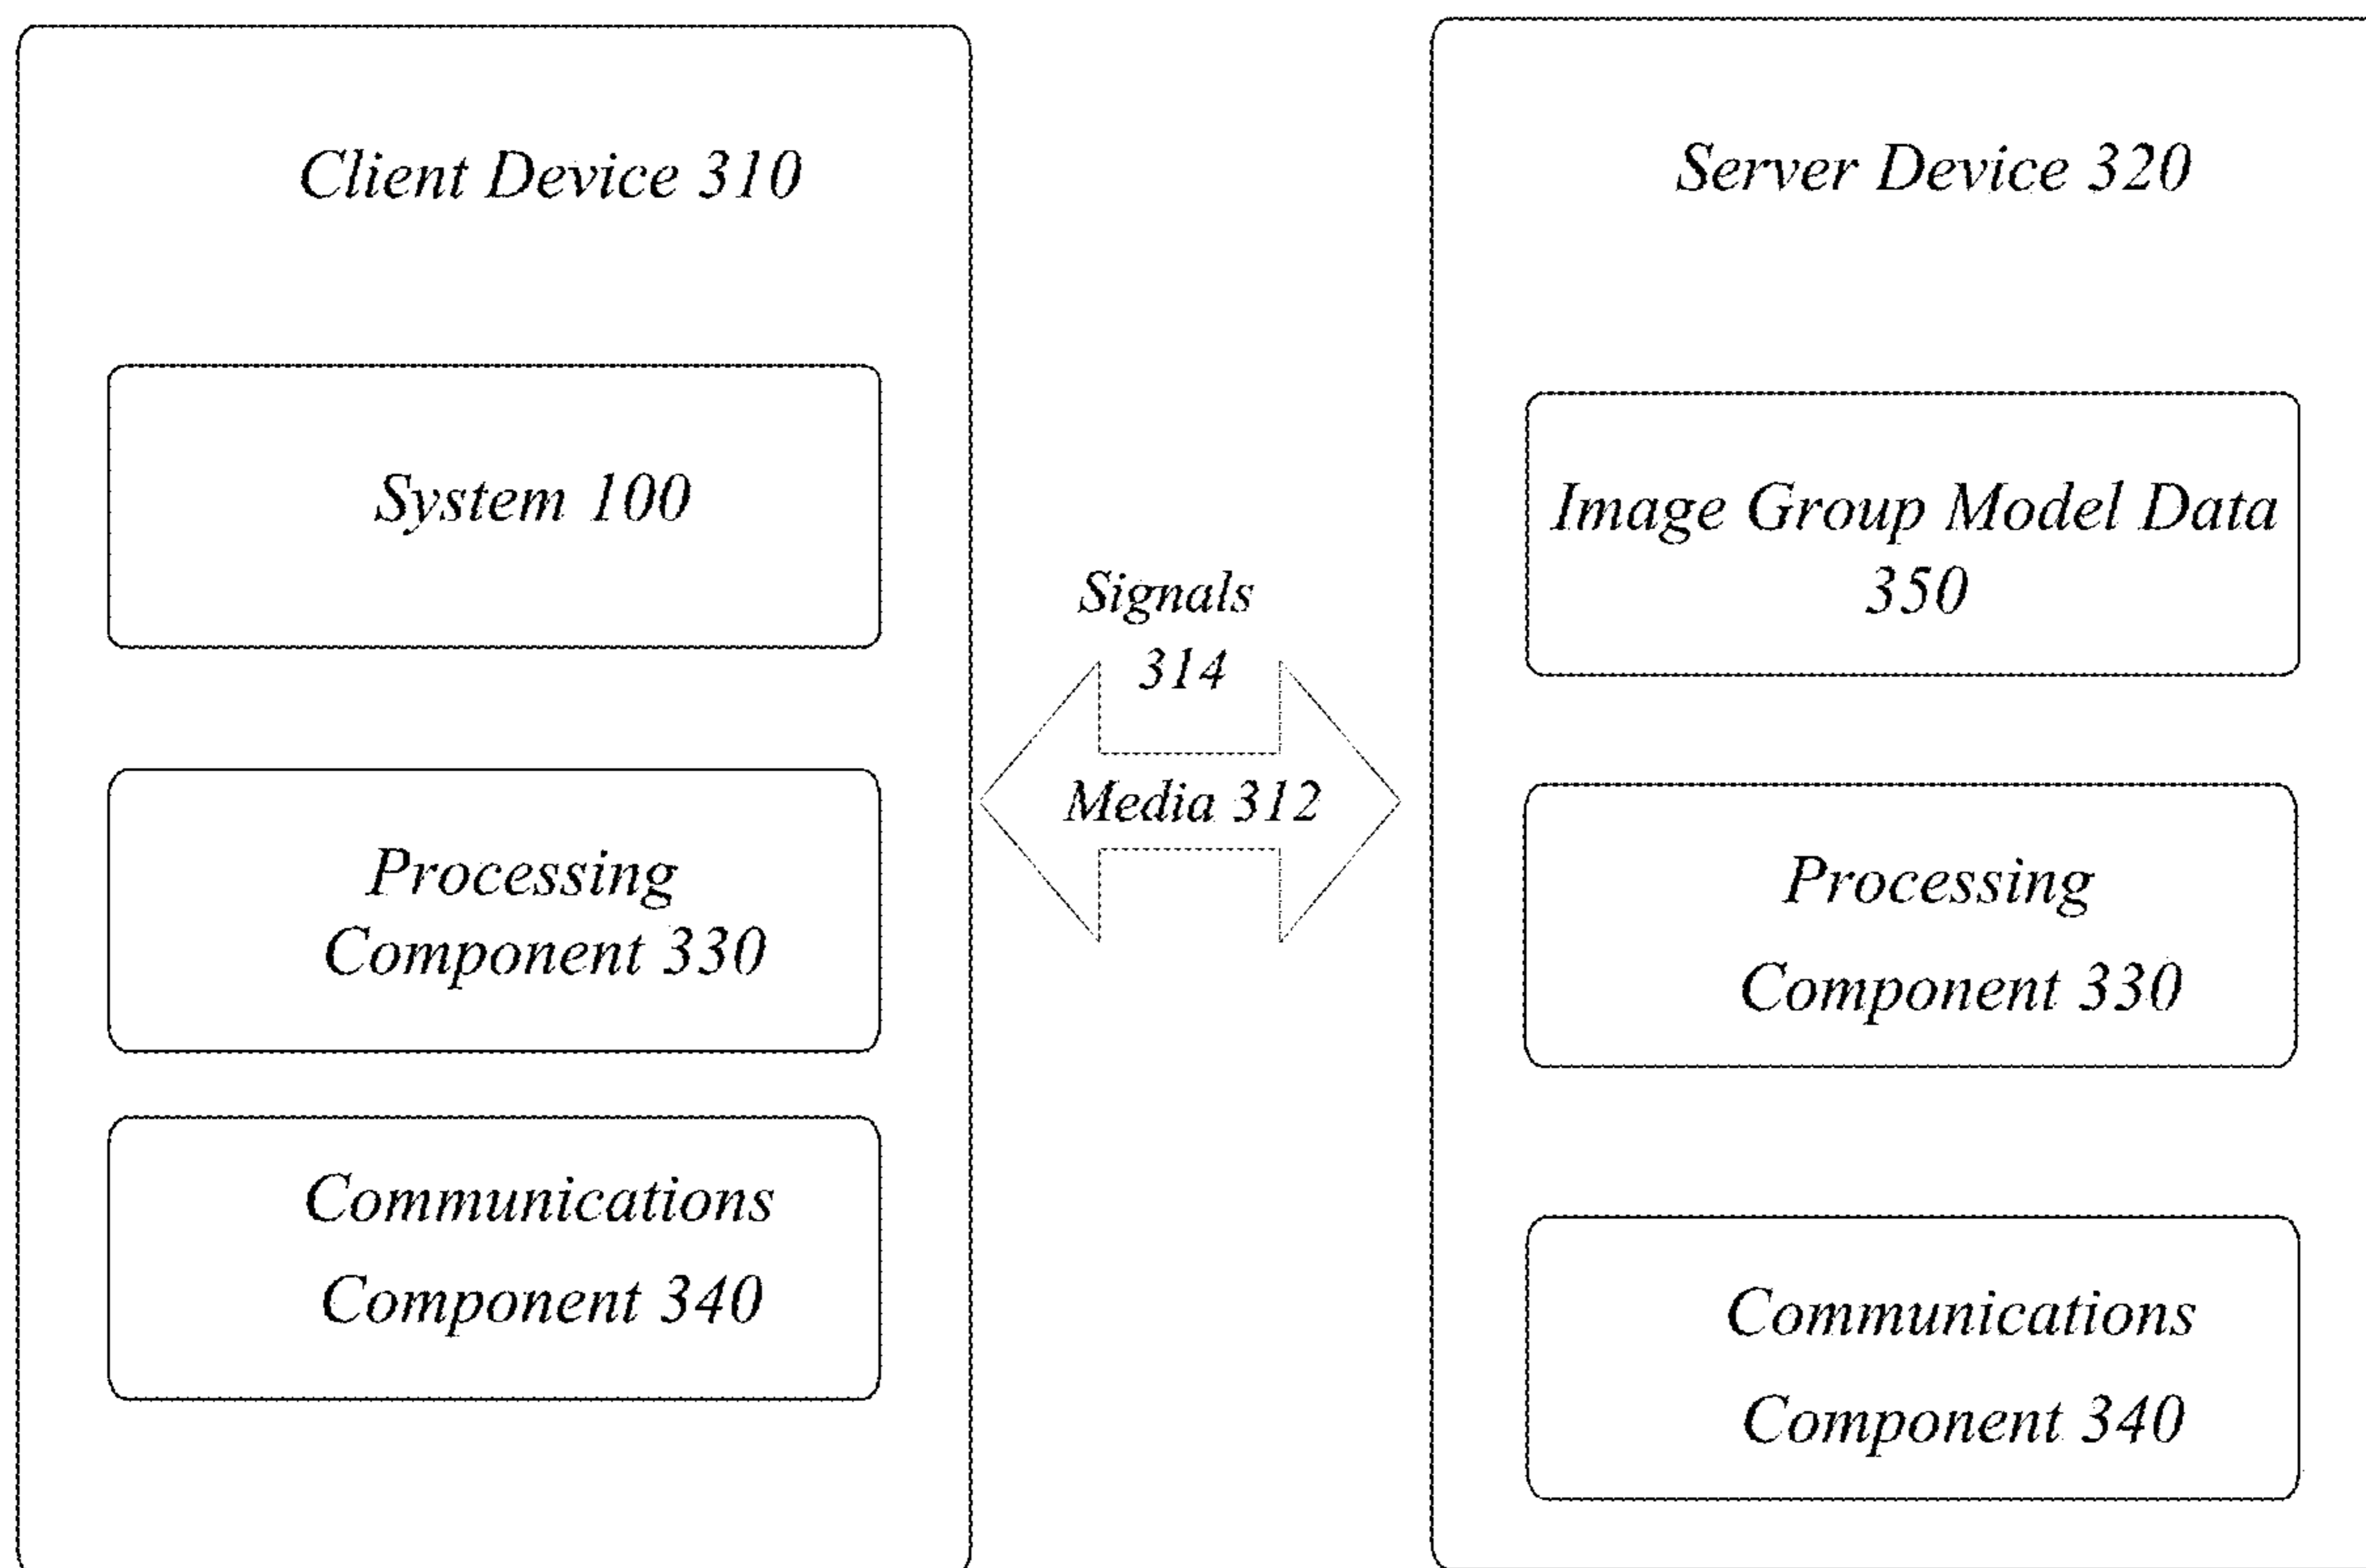 Client Device 310
System 100
Processing
Component 330
Communications
Component 340
Signals
314
Media 312
Server Device 320
Image Group Model Data
350
Processing
Component 330
Communications
Component 340